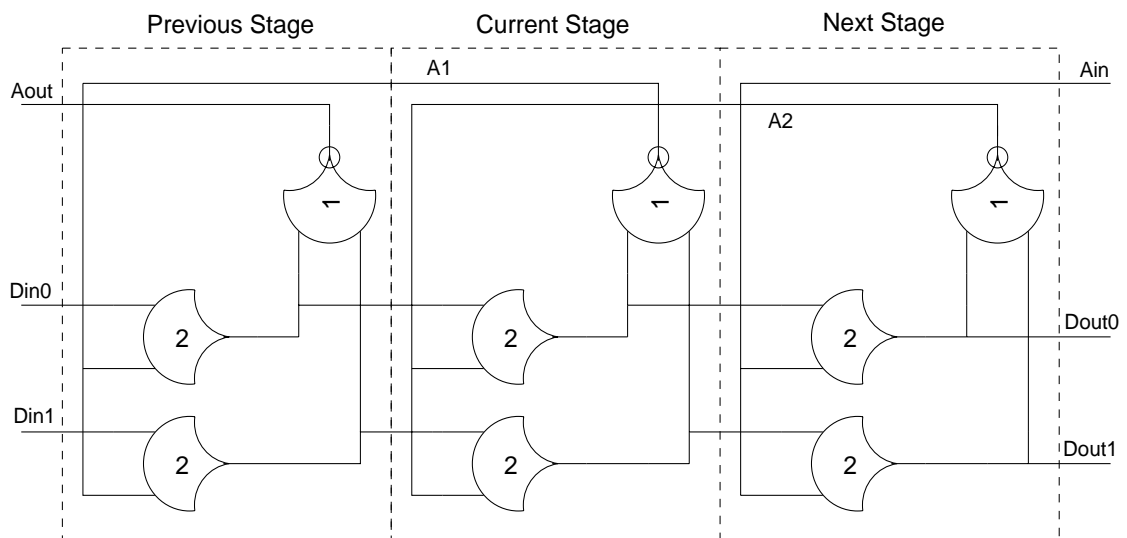 Previous Stage
Current Stage
Next Stage
A1
Ain
Aout
A2
1
1
1
Din0
2
2
2
Dout0
Din1
2
2
2
Dout1